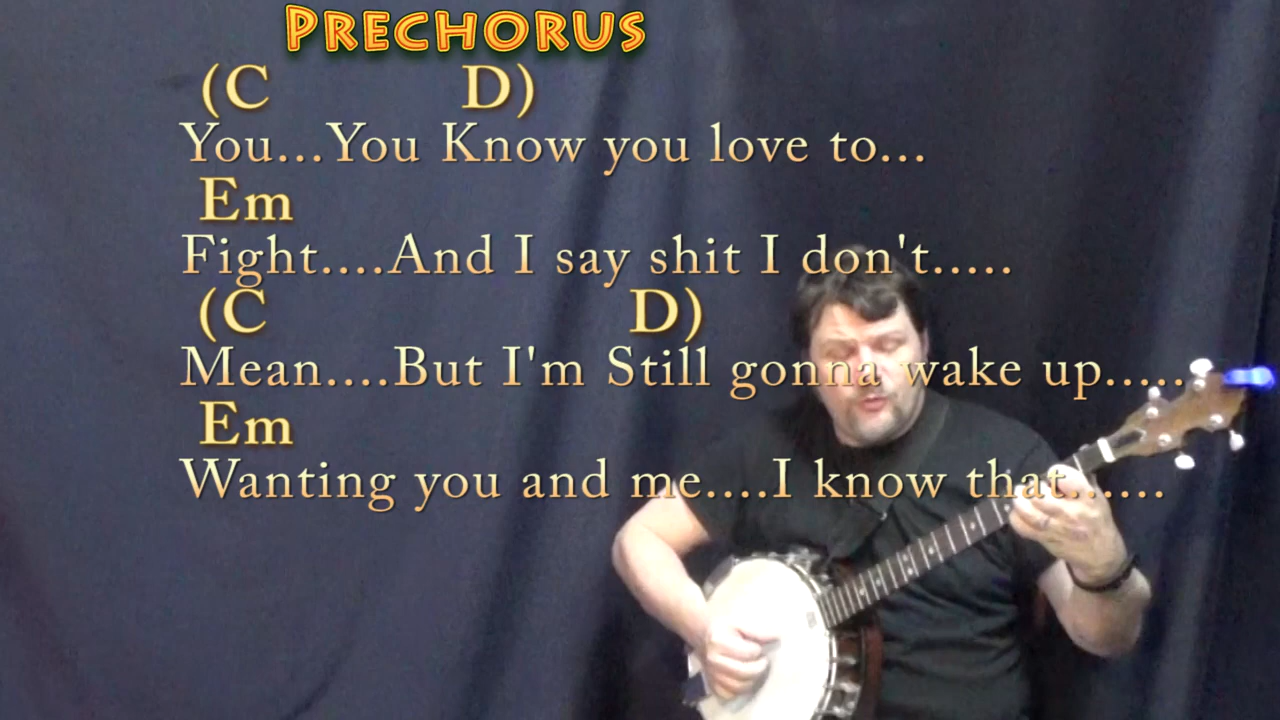 PRECHORUS
(C D)
You...You Know you love to...
Em
Fight....And I say shit I don't.....
(C D)
Mean....But I'm Still gonna wake up.....
Em
Wanting you and me....I know that......